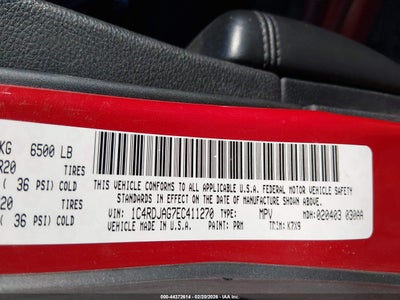 KG 6500 LB
R20 TIRES
( 36 PSI) COLD
20 TIRES
( 36 PSI) COLD
THIS VEHICLE CONFORMS TO ALL APPLICABLE U.S.A. FEDERAL MOTOR VEHICLE SAFETY
STANDARDS IN EFFECT ON THE DATE OF MANUFACTURE SHOWN ABOVE.
VIN: 1C4RDJAG7EC411270 TYPE: MPV MDH: 020403 030AA
VEHICLE MADE IN U.S.A. PAINT: PRM TRIM: K7X9
000-44372614 - 02/20/2026 - IAA Inc.